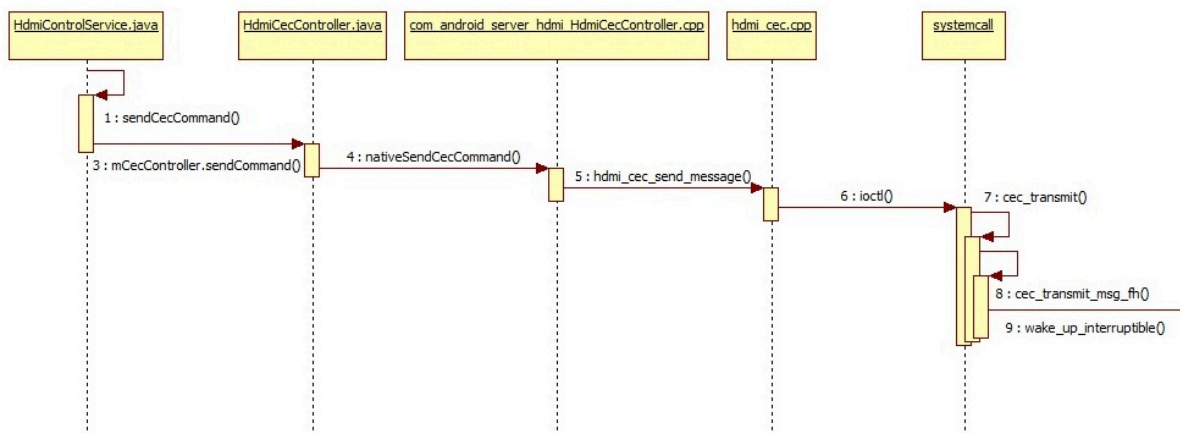 HdmiControlService.java
HdmiCecController.java
com_android_server_hdmi_HdmiCecController.cpp
hdmi_cec.cpp
systemcall
1 : sendCecCommand()
3 : mCecController.sendCommand()
4 : nativeSendCecCommand()
5 : hdmi_cec_send_message()
6 : ioctl()
7 : cec_transmit()
8 : cec_transmit_msg_fh()
9 : wake_up_interruptible()